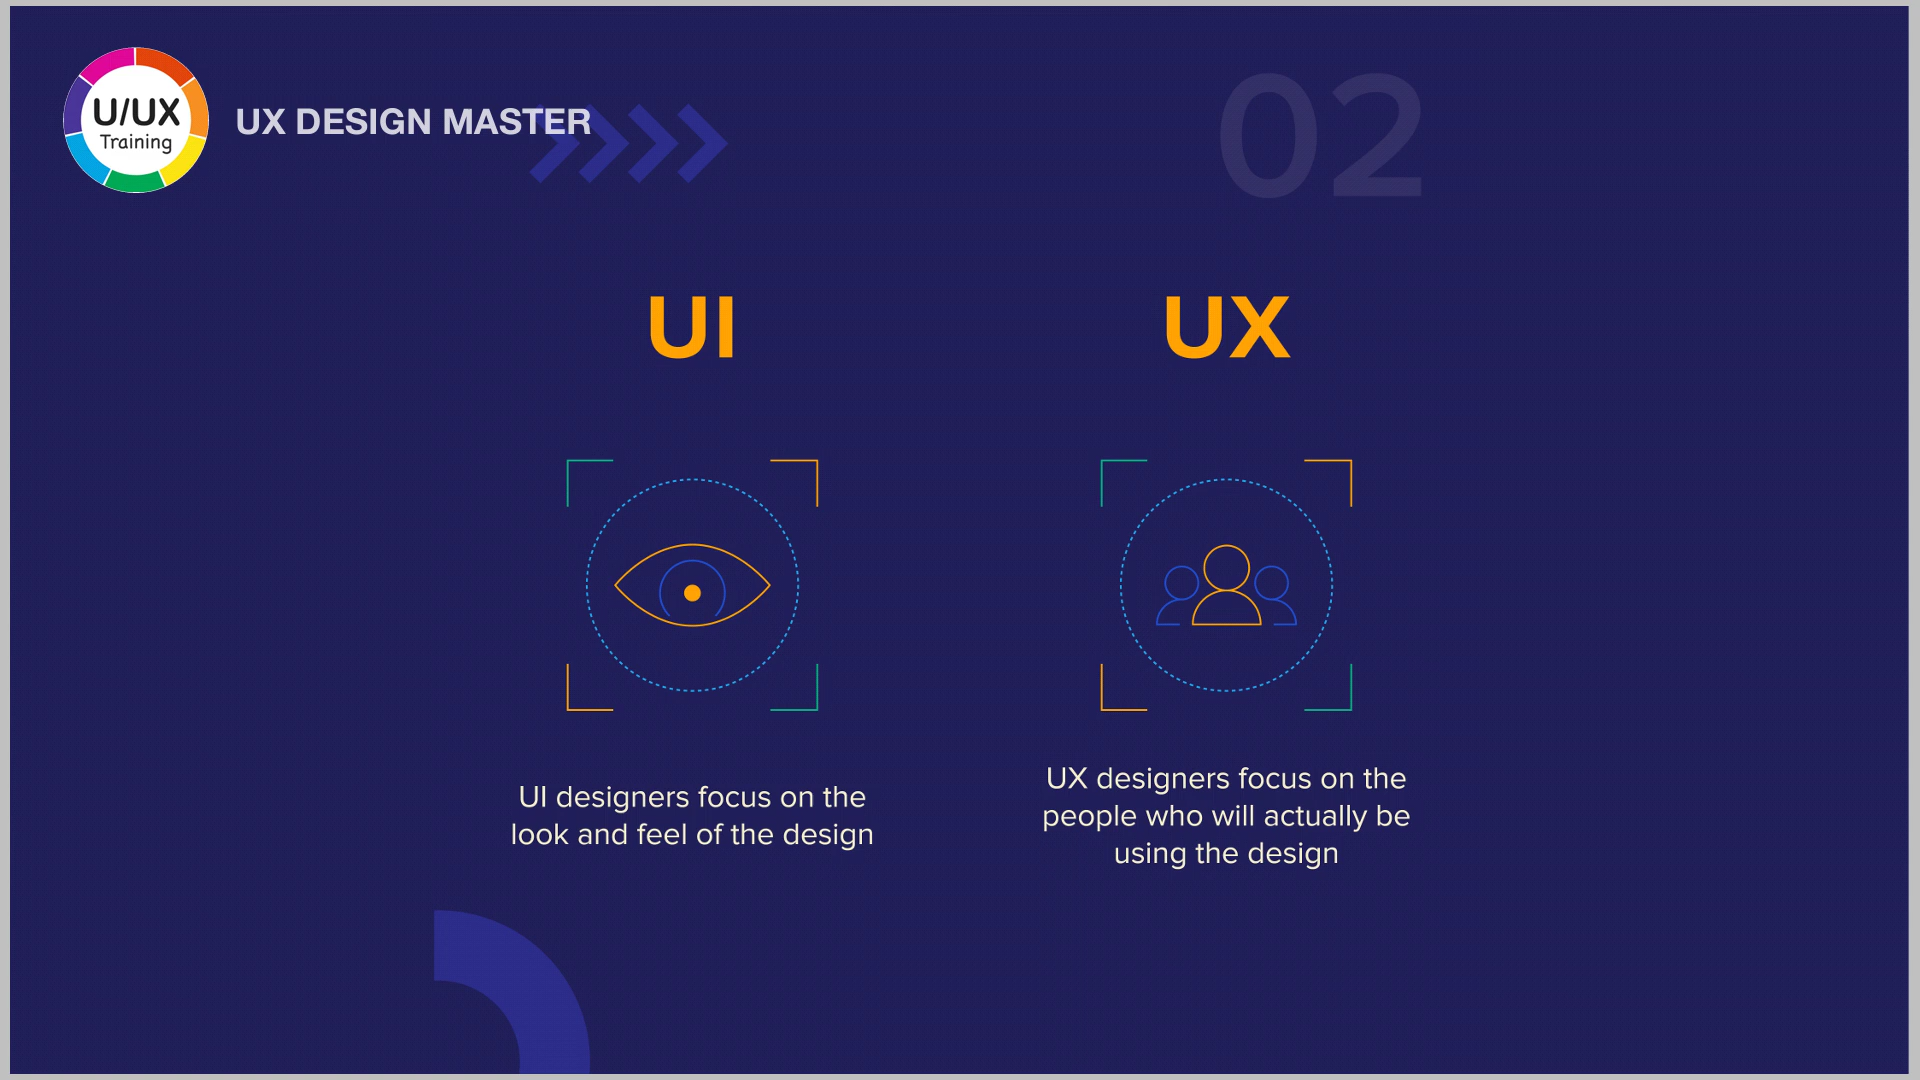 U/UX
Training
UX DESIGN MASTER
02
UI
UX
UI designers focus on the
look and feel of the design
UX designers focus on the
people who will actually be
using the design